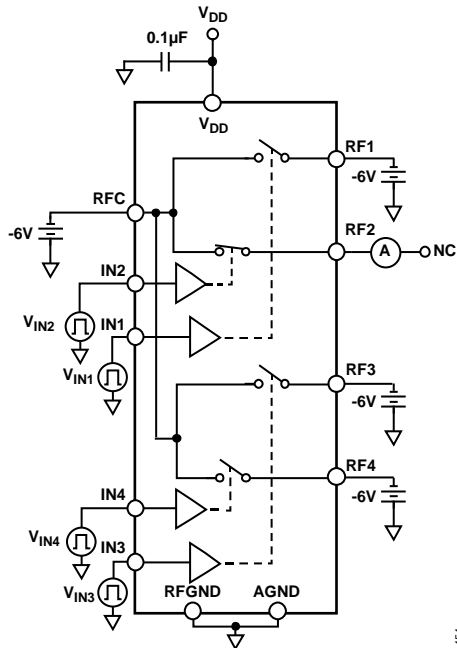 VDD
0.1µF
VDD
RF1
RFC
-6V
-6V
RF2
A
NC
IN2
VIN2
IN1
VIN1
RF3
-6V
RF4
IN4
-6V
VIN4
IN3
VIN3
RFGND
AGND